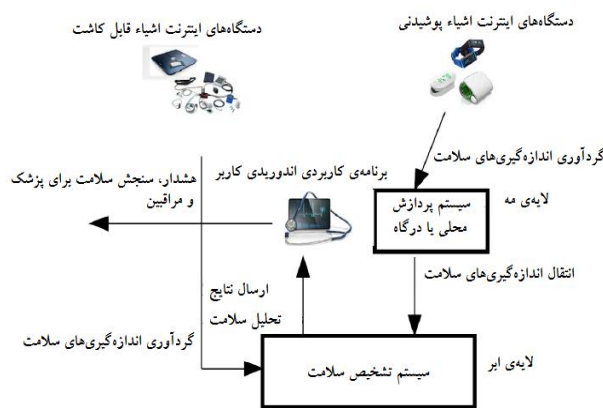 دستگاه‌های اینترنت اشیاء پوشیدنی
دستگاه‌های اینترنت اشیاء قابل کاشت
گردآوری اندازه‌گیری‌های سلامت
برنامه‌ی کاربردی اندوریدی کاربر
هشدار، سنجش سلامت برای پزشک
و مراقبین
لایه‌ی مه
سیستم پردازش
محلی یا درگاه
انتقال اندازه‌گیری‌های سلامت
ارسال نتایج
تحلیل سلامت
گردآوری اندازه‌گیری‌های سلامت
لایه‌ی ابر
سیستم تشخیص سلامت